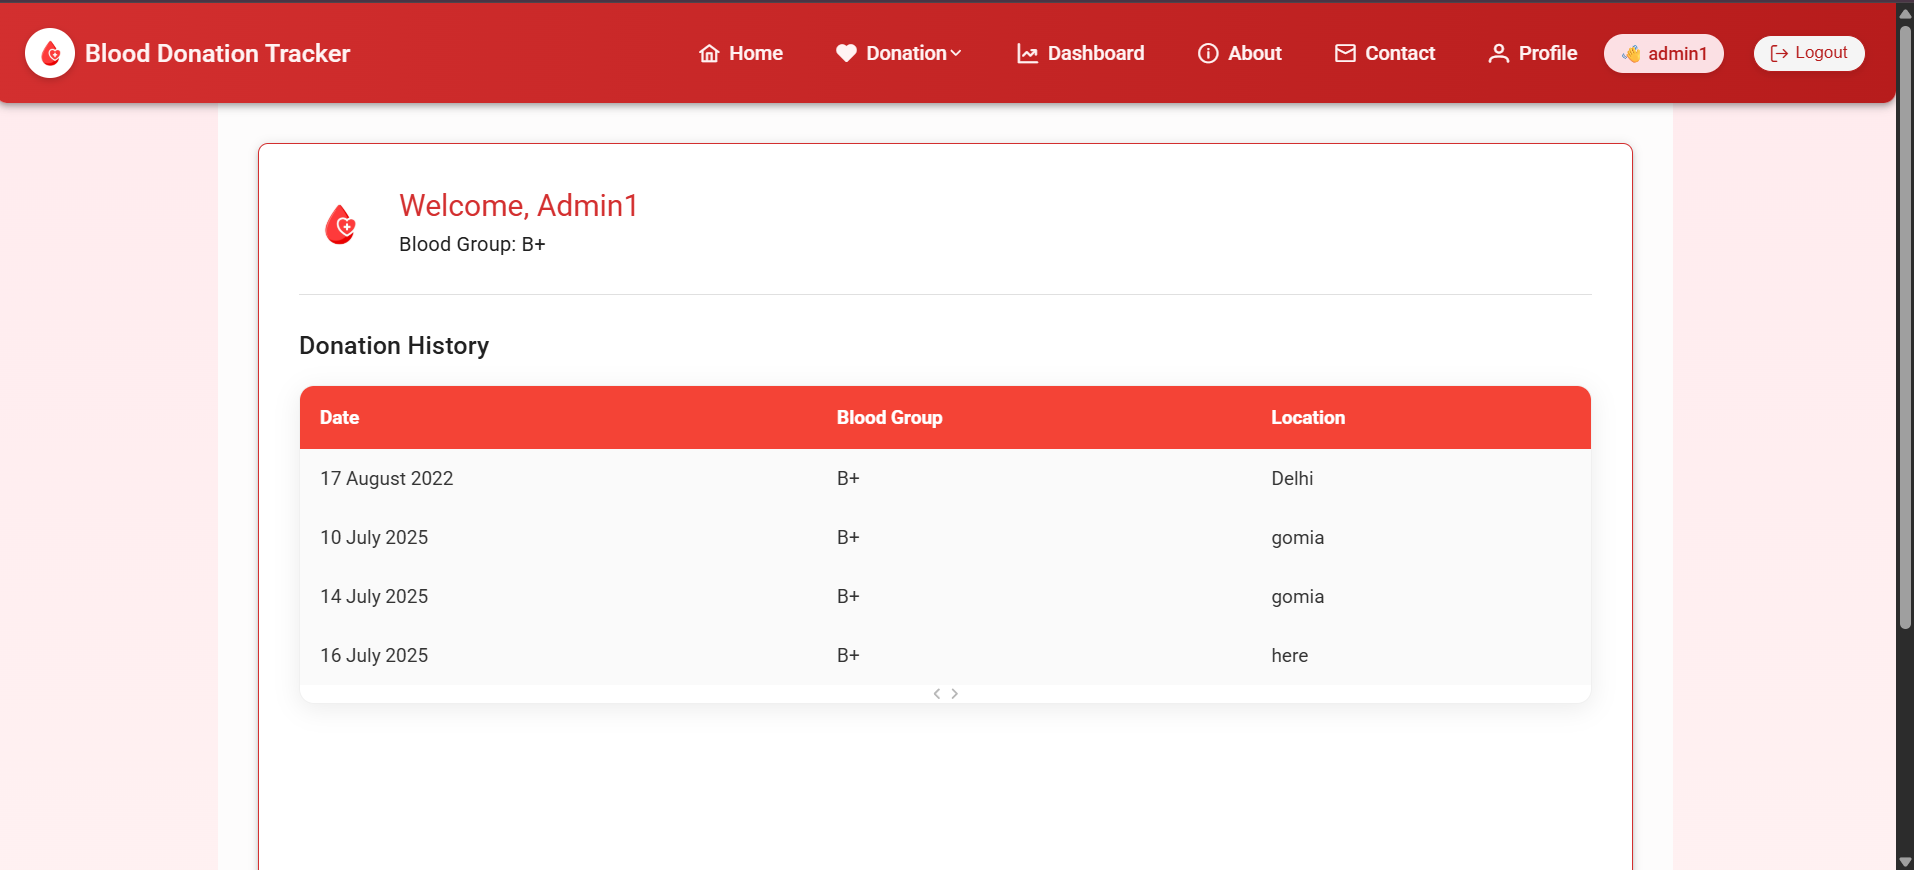 Blood Donation Tracker
Home
Donation
Dashboard
About
Contact
Profile
👋 admin1
Logout
Welcome, Admin1
Blood Group: B+
Donation History
Date Blood Group Location
17 August 2022 B+ Delhi
10 July 2025 B+ gomia
14 July 2025 B+ gomia
16 July 2025 B+ here